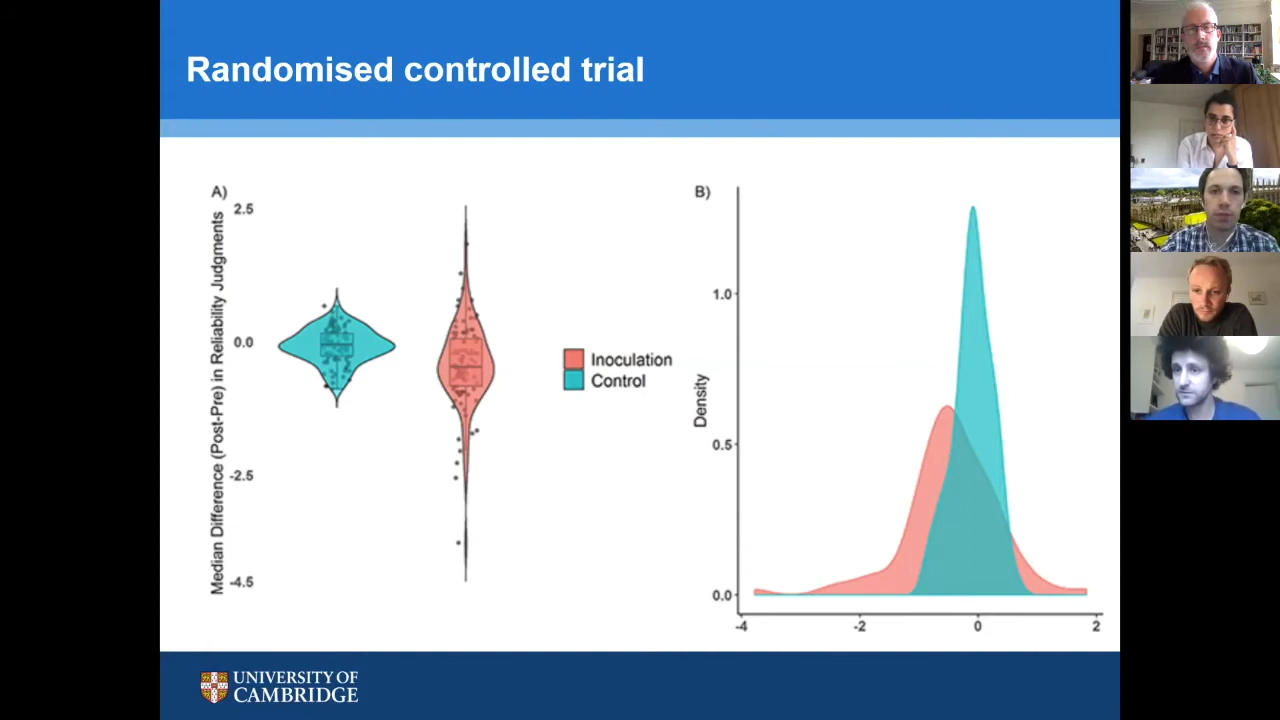 Randomised controlled trial
A)
Median Difference (Post-Pre) in Reliability Judgments
2.5
0.0
-2.5
-4.5
Inoculation
Control
B)
Density
1.0
0.5
0.0
-4
-2
0
2
UNIVERSITY OF
CAMBRIDGE